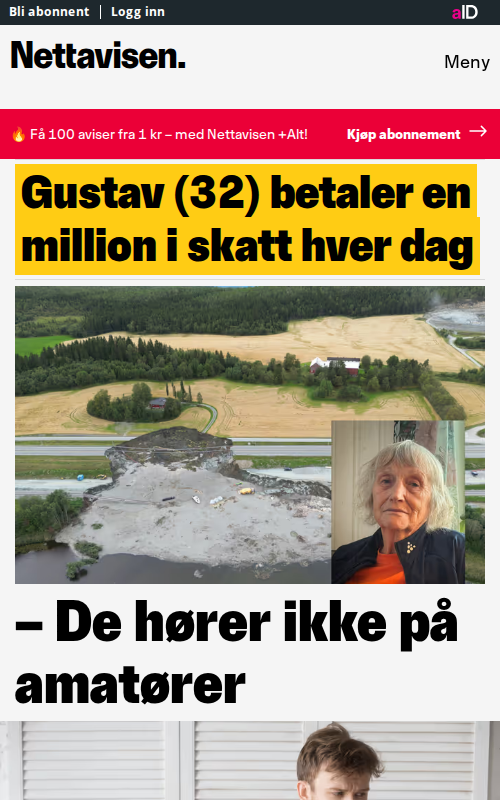 Bli abonnent | Logg inn
aID
Nettavisen.
Meny
🔥 Få 100 aviser fra 1 kr – med Nettavisen +Alt!
Kjøp abonnement →
Gustav (32) betaler en
million i skatt hver dag
– De hører ikke på
amatører